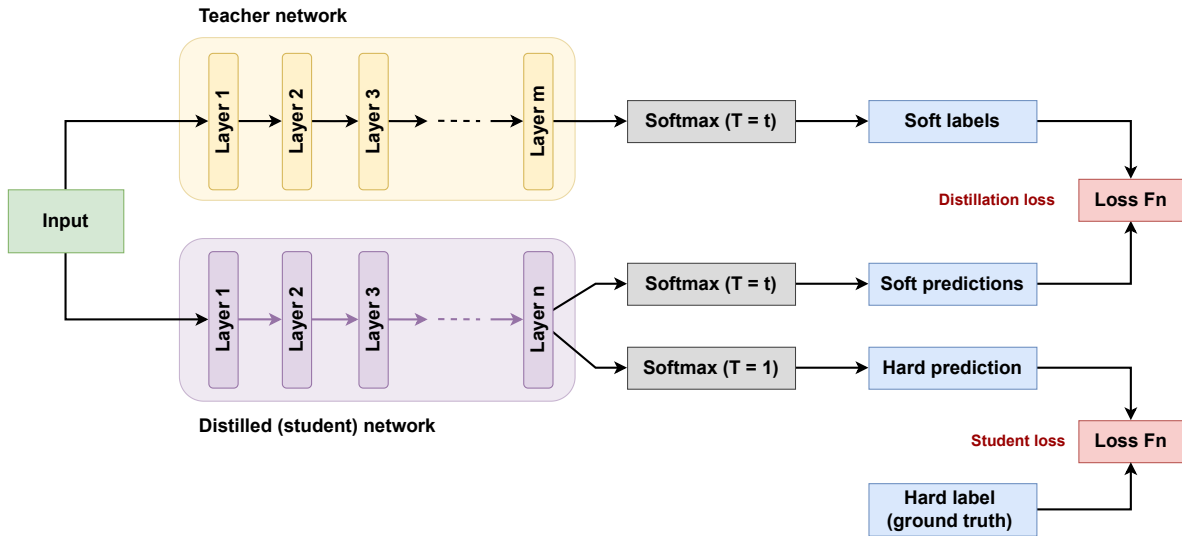 Teacher network
Layer 1
Layer 2
Layer 3
Layer m
Softmax (T = t)
Soft labels
Input
Distillation loss
Loss Fn
Layer 1
Layer 2
Layer 3
Layer n
Softmax (T = t)
Soft predictions
Softmax (T = 1)
Hard prediction
Distilled (student) network
Student loss
Loss Fn
Hard label
(ground truth)